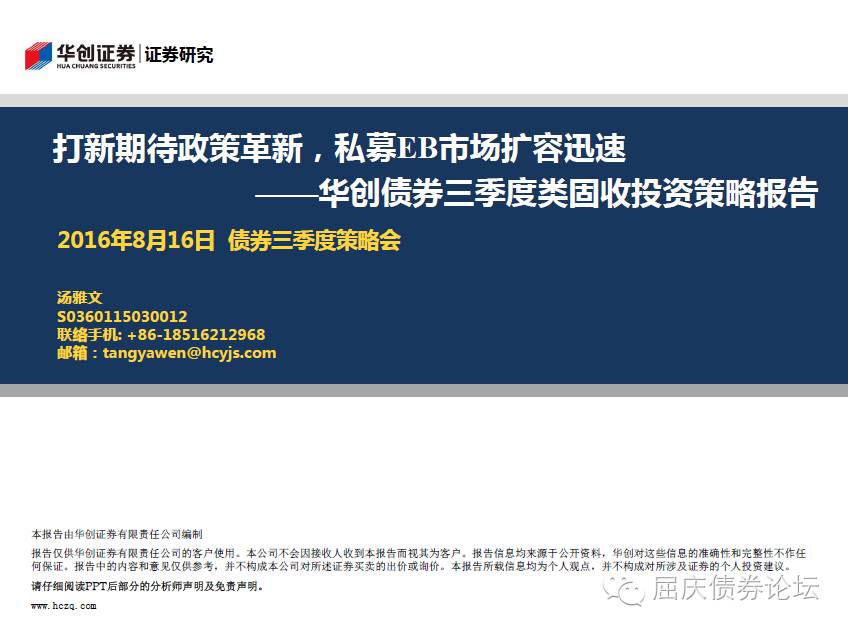 华创证券 证券研究
HUA CHUANG SECURITIES
打新期待政策革新，私募EB市场扩容迅速
——华创债券三季度类固收投资策略报告
2016年8月16日 债券三季度策略会
汤雅文
S0360115030012
联络手机: +86-18516212968
邮箱：tangyawen@hcyjs.com
本报告由华创证券有限责任公司编制
报告仅供华创证券有限责任公司的客户使用。本公司不会因接收人收到本报告而视其为客户。报告信息均来源于公开资料，华创对这些信息的准确性和完整性不作任
何保证。报告中的内容和意见仅供参考，并不构成本公司对所述证券买卖的出价或询价。本报告所载信息均为个人观点，并不构成对所涉及证券的个人投资建议。
请仔细阅读PPT后部分的分析师声明及免责声明。
www.hczq.com
屈庆债券论坛